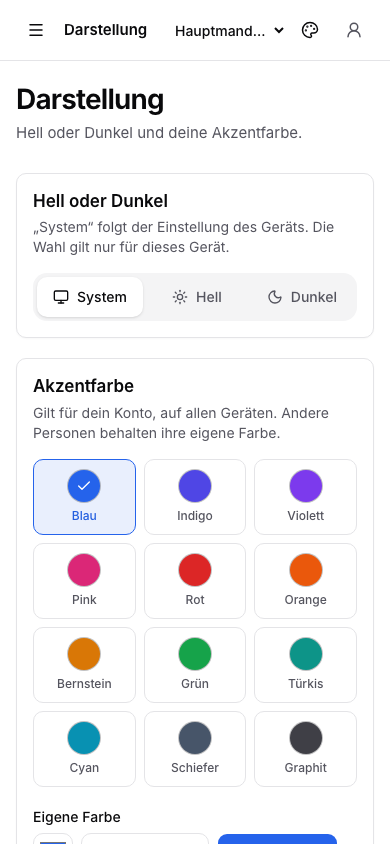 Darstellung
Hauptmand...
Darstellung
Hell oder Dunkel und deine Akzentfarbe.
Hell oder Dunkel
„System“ folgt der Einstellung des Geräts. Die
Wahl gilt nur für dieses Gerät.
System
Hell
Dunkel
Akzentfarbe
Gilt für dein Konto, auf allen Geräten. Andere
Personen behalten ihre eigene Farbe.
Blau
Indigo
Violett
Pink
Rot
Orange
Bernstein
Grün
Türkis
Cyan
Schiefer
Graphit
Eigene Farbe